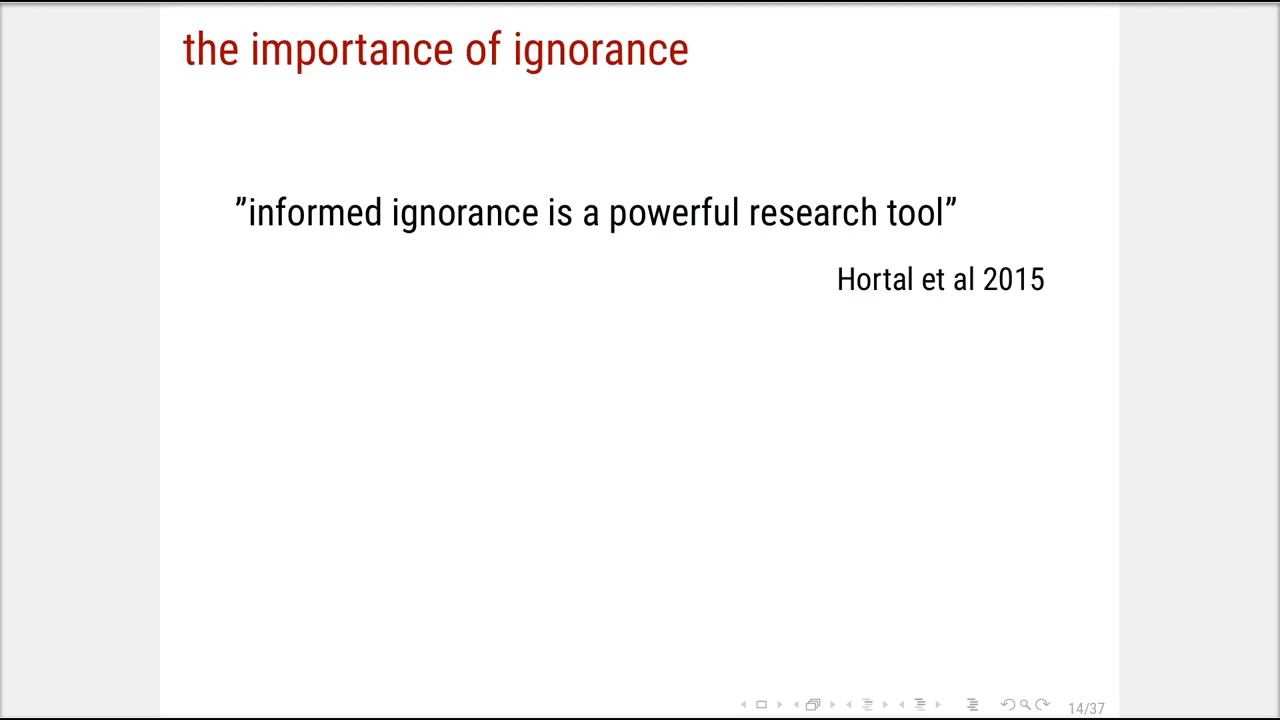 the importance of ignorance
”informed ignorance is a powerful research tool”
Hortal et al 2015
14/37